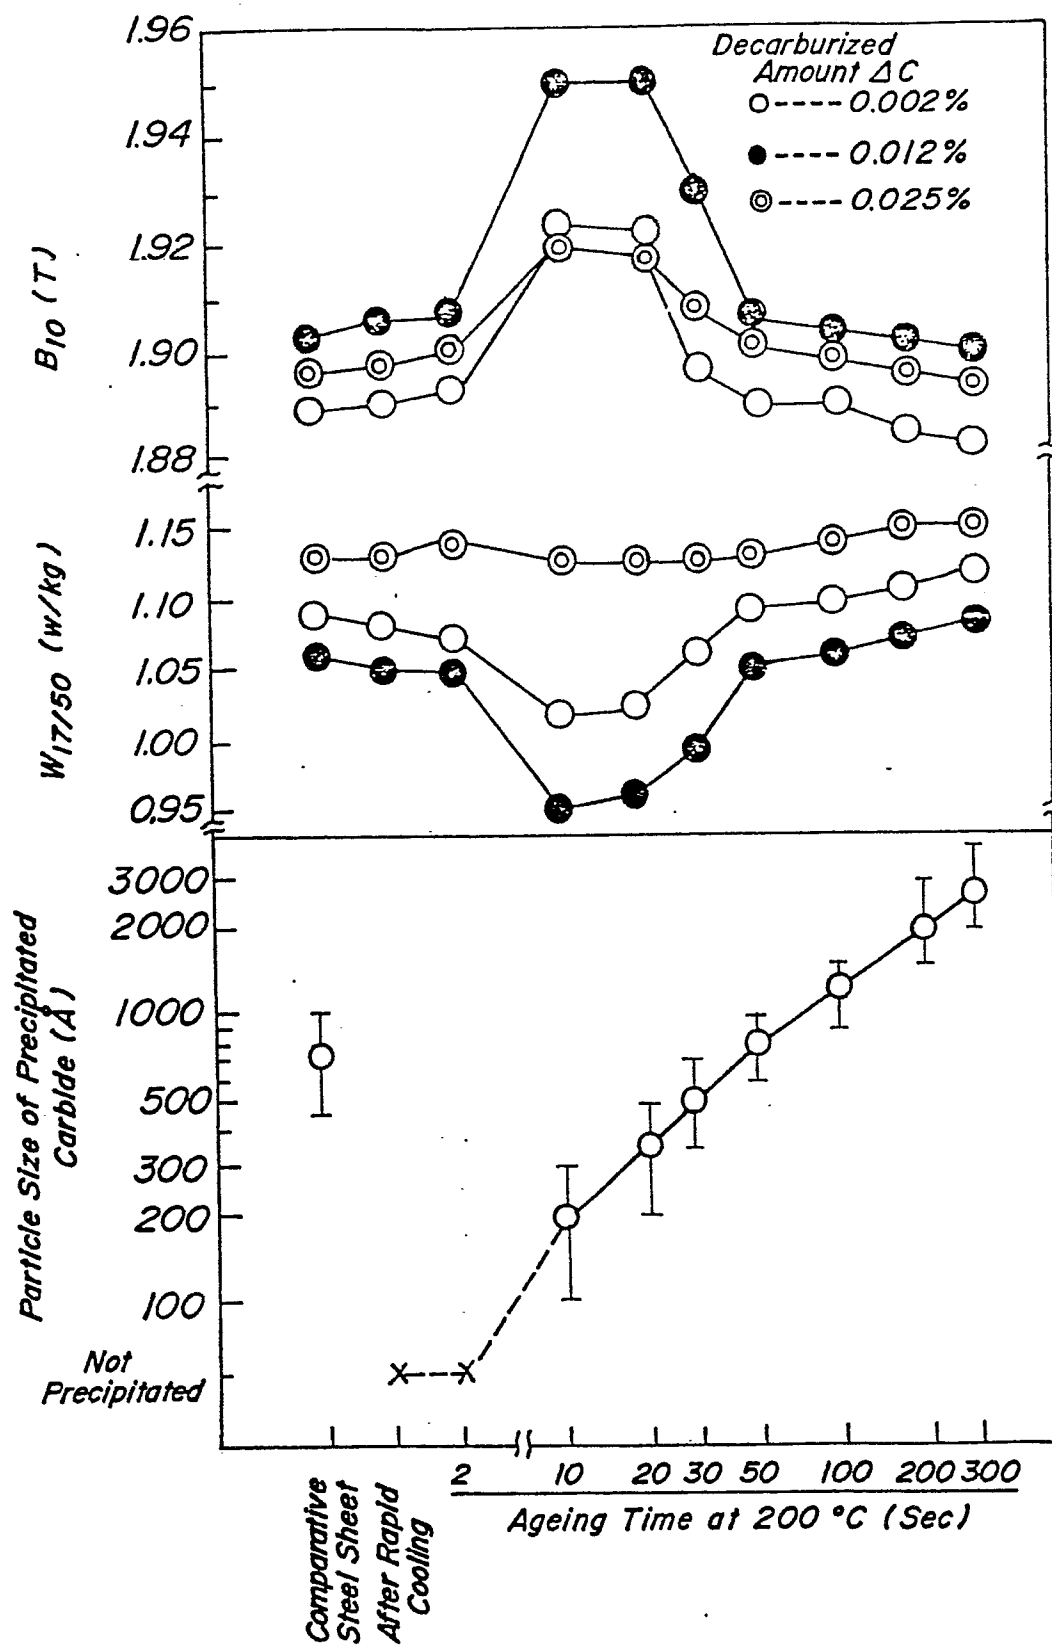 Decarburized
Amount ΔC
○---- 0.002%
●---- 0.012%
◎---- 0.025%
1.96
1.94
1.92
1.90
1.88
B10 (T)
1.15
1.10
1.05
1.00
0.95
W17/50 (w/kg)
3000
2000
1000
500
300
200
100
Not
Precipitated
Particle Size of Precipitated
Carbide (Å)
Comparative
Steel Sheet
After Rapid
Cooling
2 10 20 30 50 100 200 300
Ageing Time at 200 °C (Sec)